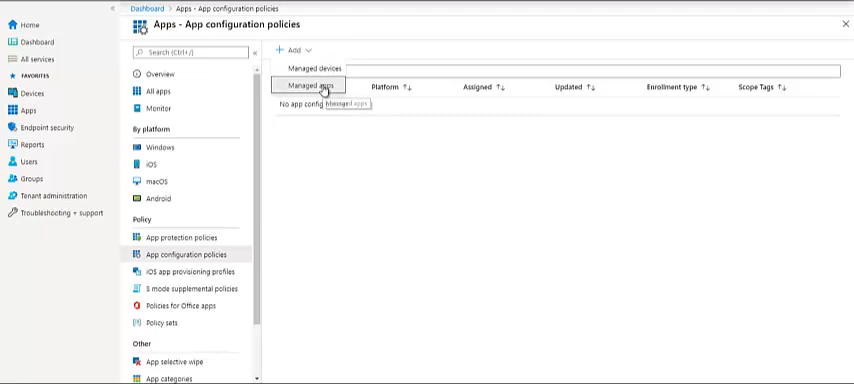 Dashboard > Apps - App configuration policies
Apps - App configuration policies
Home
Dashboard
All services
FAVORITES
Devices
Apps
Endpoint security
Reports
Users
Groups
Tenant administration
Troubleshooting + support
Search (Ctrl+/)
Overview
All apps
Monitor
By platform
Windows
iOS
macOS
Android
Policy
App protection policies
App configuration policies
iOS app provisioning profiles
S mode supplemental policies
Policies for Office apps
Policy sets
Other
App selective wipe
App categories
+ Add
Managed devices
Managed apps
Platform ↑↓ Assigned ↑↓ Updated ↑↓ Enrollment type ↑↓ Scope Tags ↑↓
No app config
Managed apps